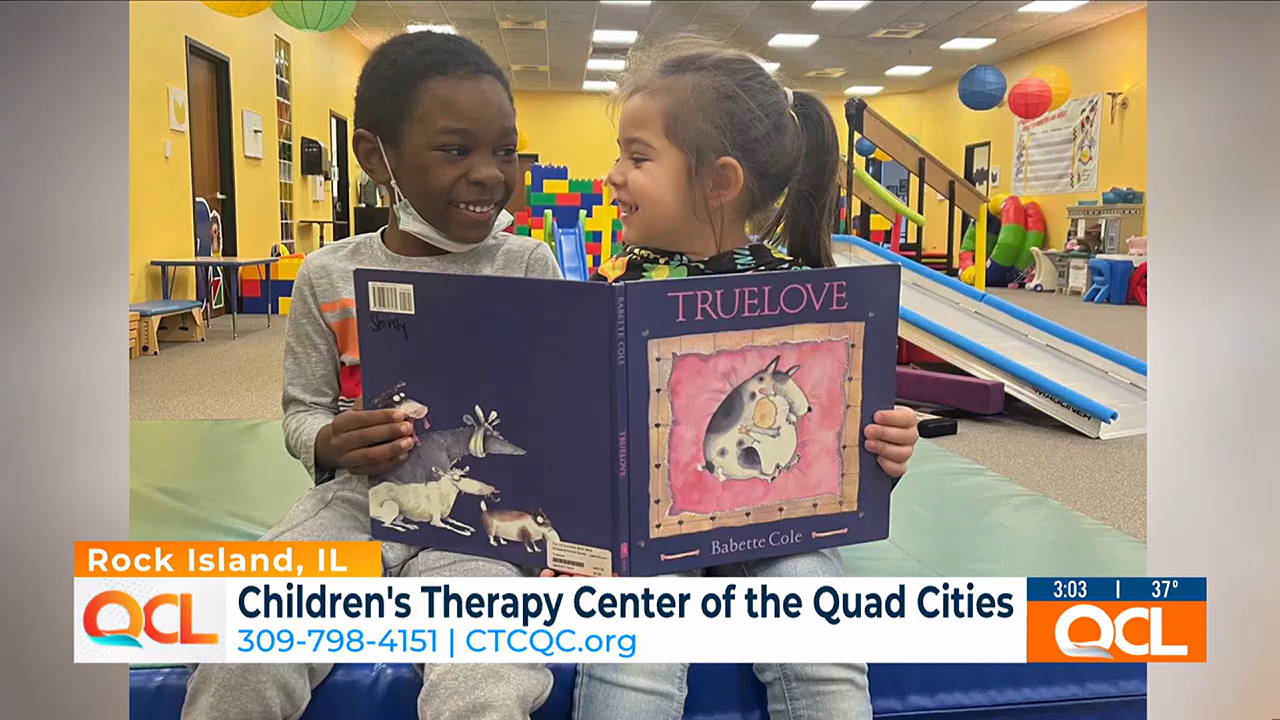 TRUELOVE
BABETTE COLE
TRUELOVE
Babette Cole
MAGLINER
Rock Island, IL
QCL
Children's Therapy Center of the Quad Cities
309-798-4151 | CTCQC.org
3:03 | 37°
QCL